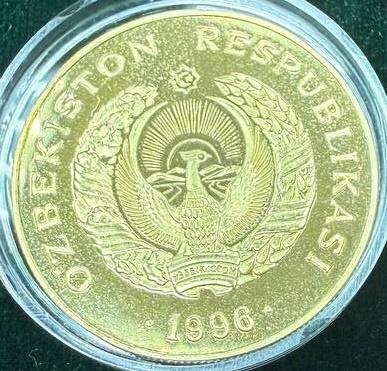 OZBEKISTON RESPUBLIKASI
· 1996 ·